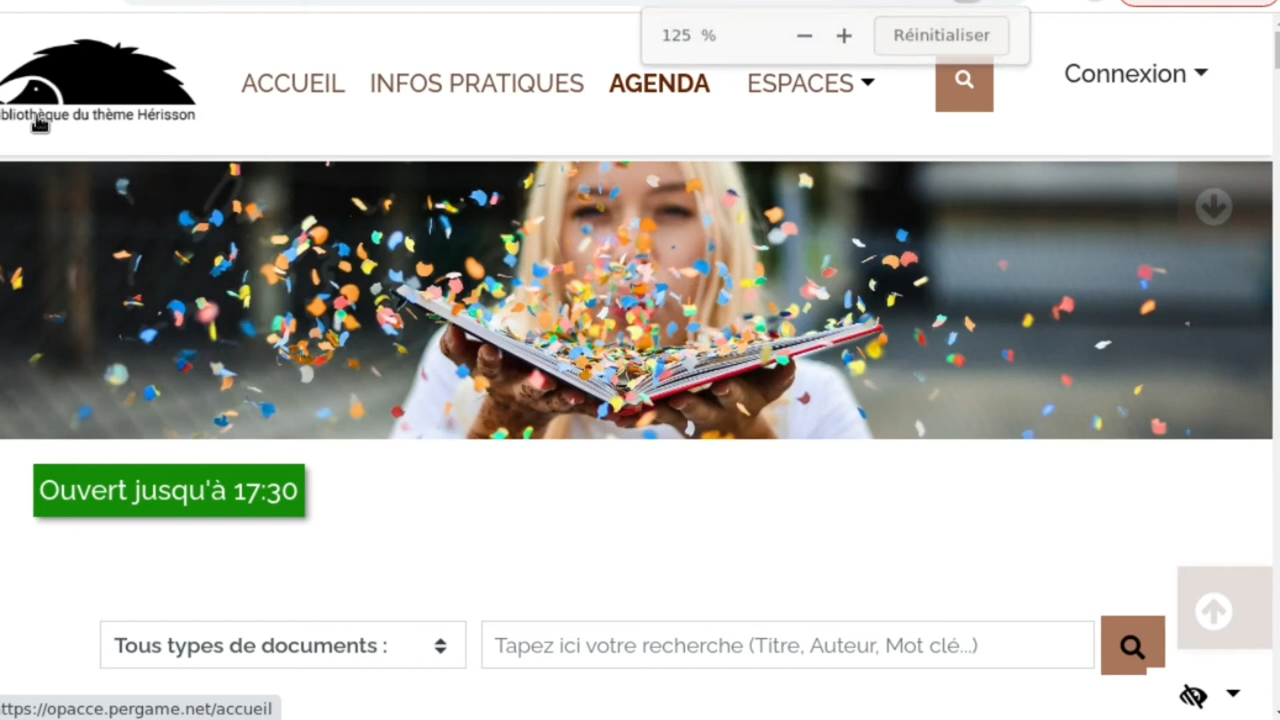 125 %
Réinitialiser
ACCUEIL INFOS PRATIQUES AGENDA ESPACES
Connexion
bliothèque du thème Hérisson
Ouvert jusqu'à 17:30
Tous types de documents :
Tapez ici votre recherche (Titre, Auteur, Mot clé...)
ttps://opacce.pergame.net/accueil